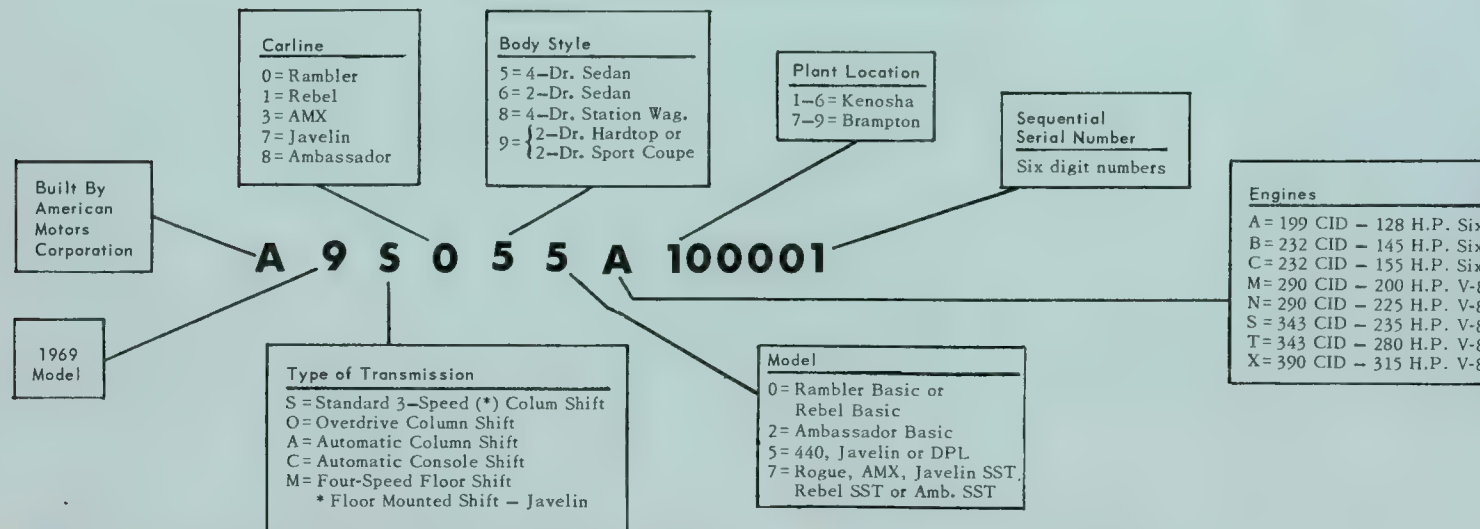 Carline
0 = Rambler
1 = Rebel
3 = AMX
7 = Javelin
8 = Ambassador
Body Style
5 = 4-Dr. Sedan
6 = 2-Dr. Sedan
8 = 4-Dr. Station Wag.
9 = { 2-Dr. Hardtop or
2-Dr. Sport Coupe
Plant Location
1-6 = Kenosha
7-9 = Brampton
Sequential
Serial Number
Six digit numbers
Built By
American
Motors
Corporation
Engines
A = 199 CID – 128 H.P. Six
B = 232 CID – 145 H.P. Six
C = 232 CID – 155 H.P. Six
M = 290 CID – 200 H.P. V-8
N = 290 CID – 225 H.P. V-8
S = 343 CID – 235 H.P. V-8
T = 343 CID – 280 H.P. V-8
X = 390 CID – 315 H.P. V-8
A 9 S 0 5 5 A 100001
1969
Model
Type of Transmission
S = Standard 3-Speed (*) Colum Shift
O = Overdrive Column Shift
A = Automatic Column Shift
C = Automatic Console Shift
M = Four-Speed Floor Shift
* Floor Mounted Shift – Javelin
Model
0 = Rambler Basic or
Rebel Basic
2 = Ambassador Basic
5 = 440, Javelin or DPL
7 = Rogue, AMX, Javelin SST,
Rebel SST or Amb. SST